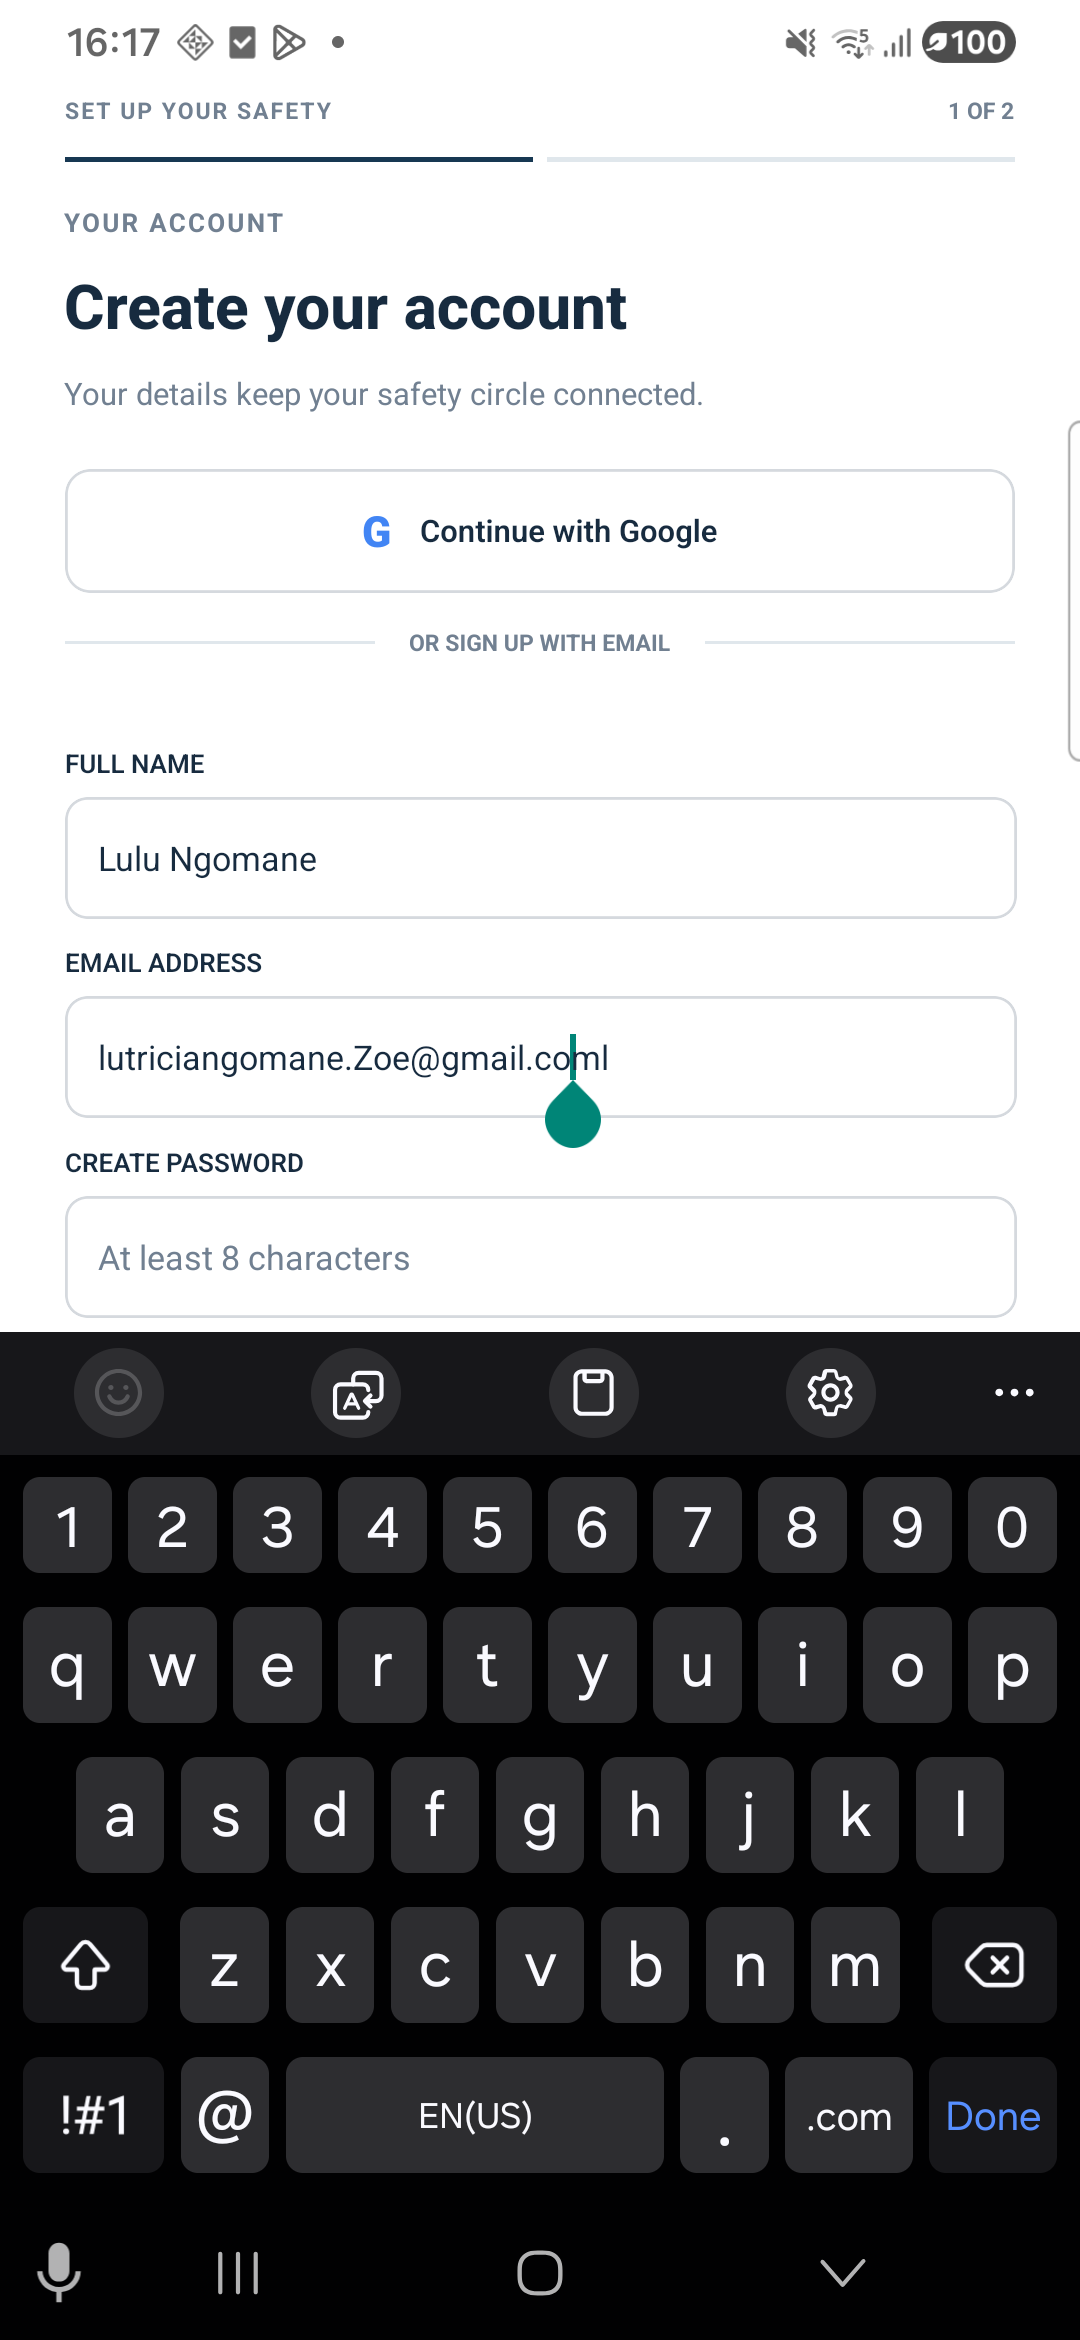 16:17
5
100
SET UP YOUR SAFETY
1 OF 2
YOUR ACCOUNT
Create your account
Your details keep your safety circle connected.
G Continue with Google
OR SIGN UP WITH EMAIL
FULL NAME
Lulu Ngomane
EMAIL ADDRESS
lutriciangomane.Zoe@gmail.coml
CREATE PASSWORD
At least 8 characters
A
1 2 3 4 5 6 7 8 9 0
q w e r t y u i o p
a s d f g h j k l
z x c v b n m
!#1 @ EN(US) . .com Done